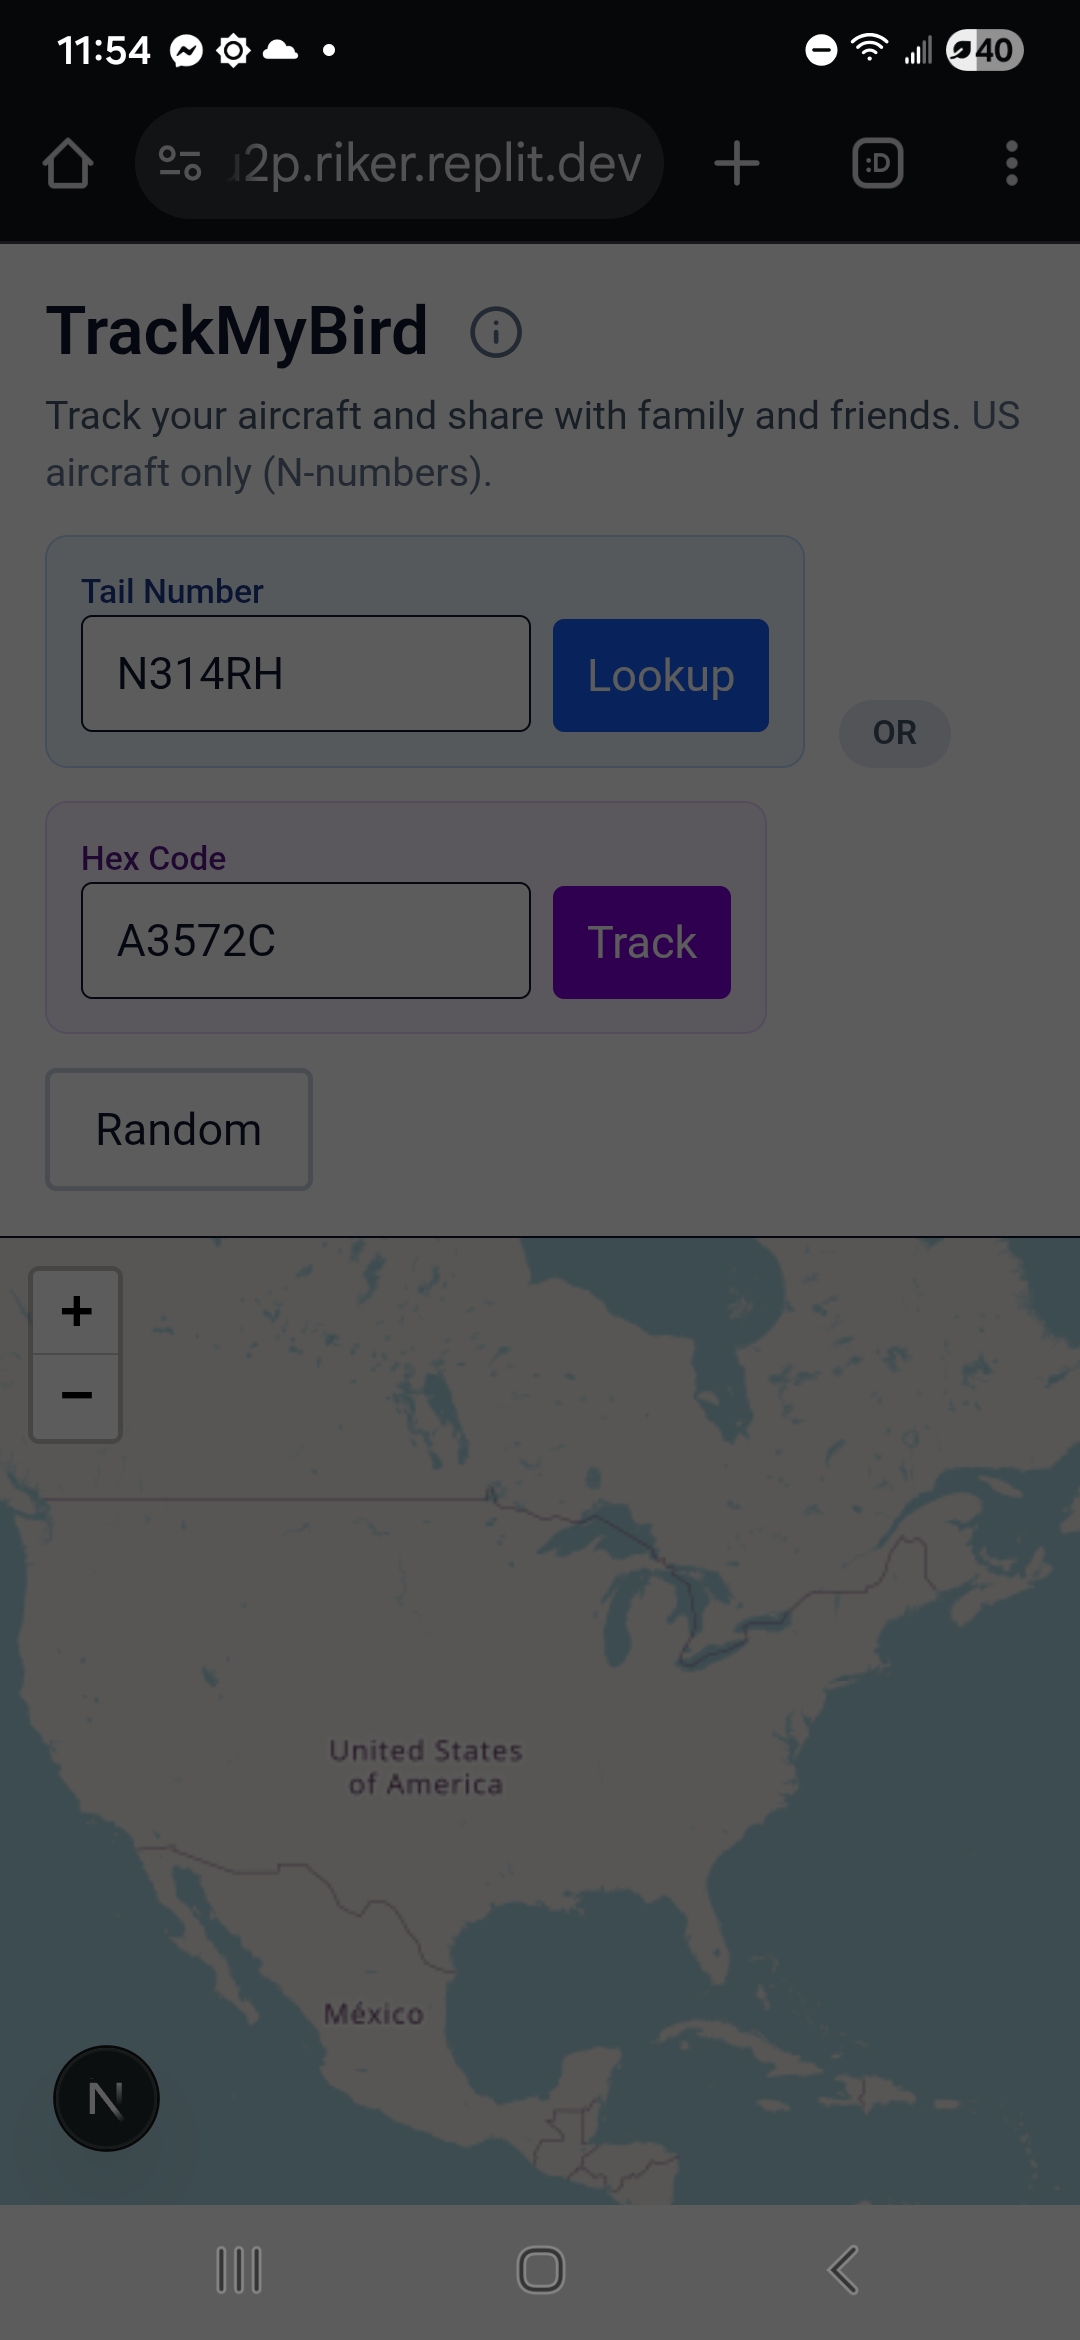 11:54
40
2p.riker.replit.dev
:D
TrackMyBird
Track your aircraft and share with family and friends. US
aircraft only (N-numbers).
Tail Number
N314RH
Lookup
OR
Hex Code
A3572C
Track
Random
+
−
United States
of America
México
N